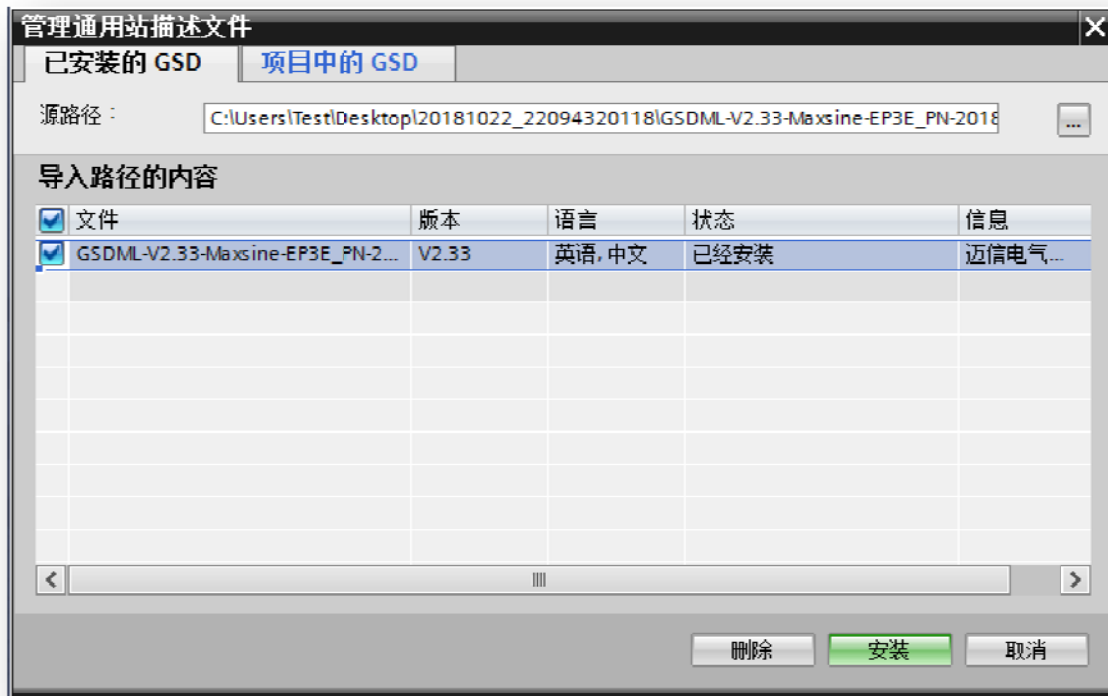 管理通用站描述文件
已安装的 GSD 项目中的 GSD
源路径： C:\Users\Test\Desktop\20181022_22094320118\GSDML-V2.33-Maxsine-EP3E_PN-2018
...
导入路径的内容
文件 版本 语言 状态 信息
GSDML-V2.33-Maxsine-EP3E_PN-2... V2.33 英语, 中文 已经安装 迈信电气...
删除 安装 取消